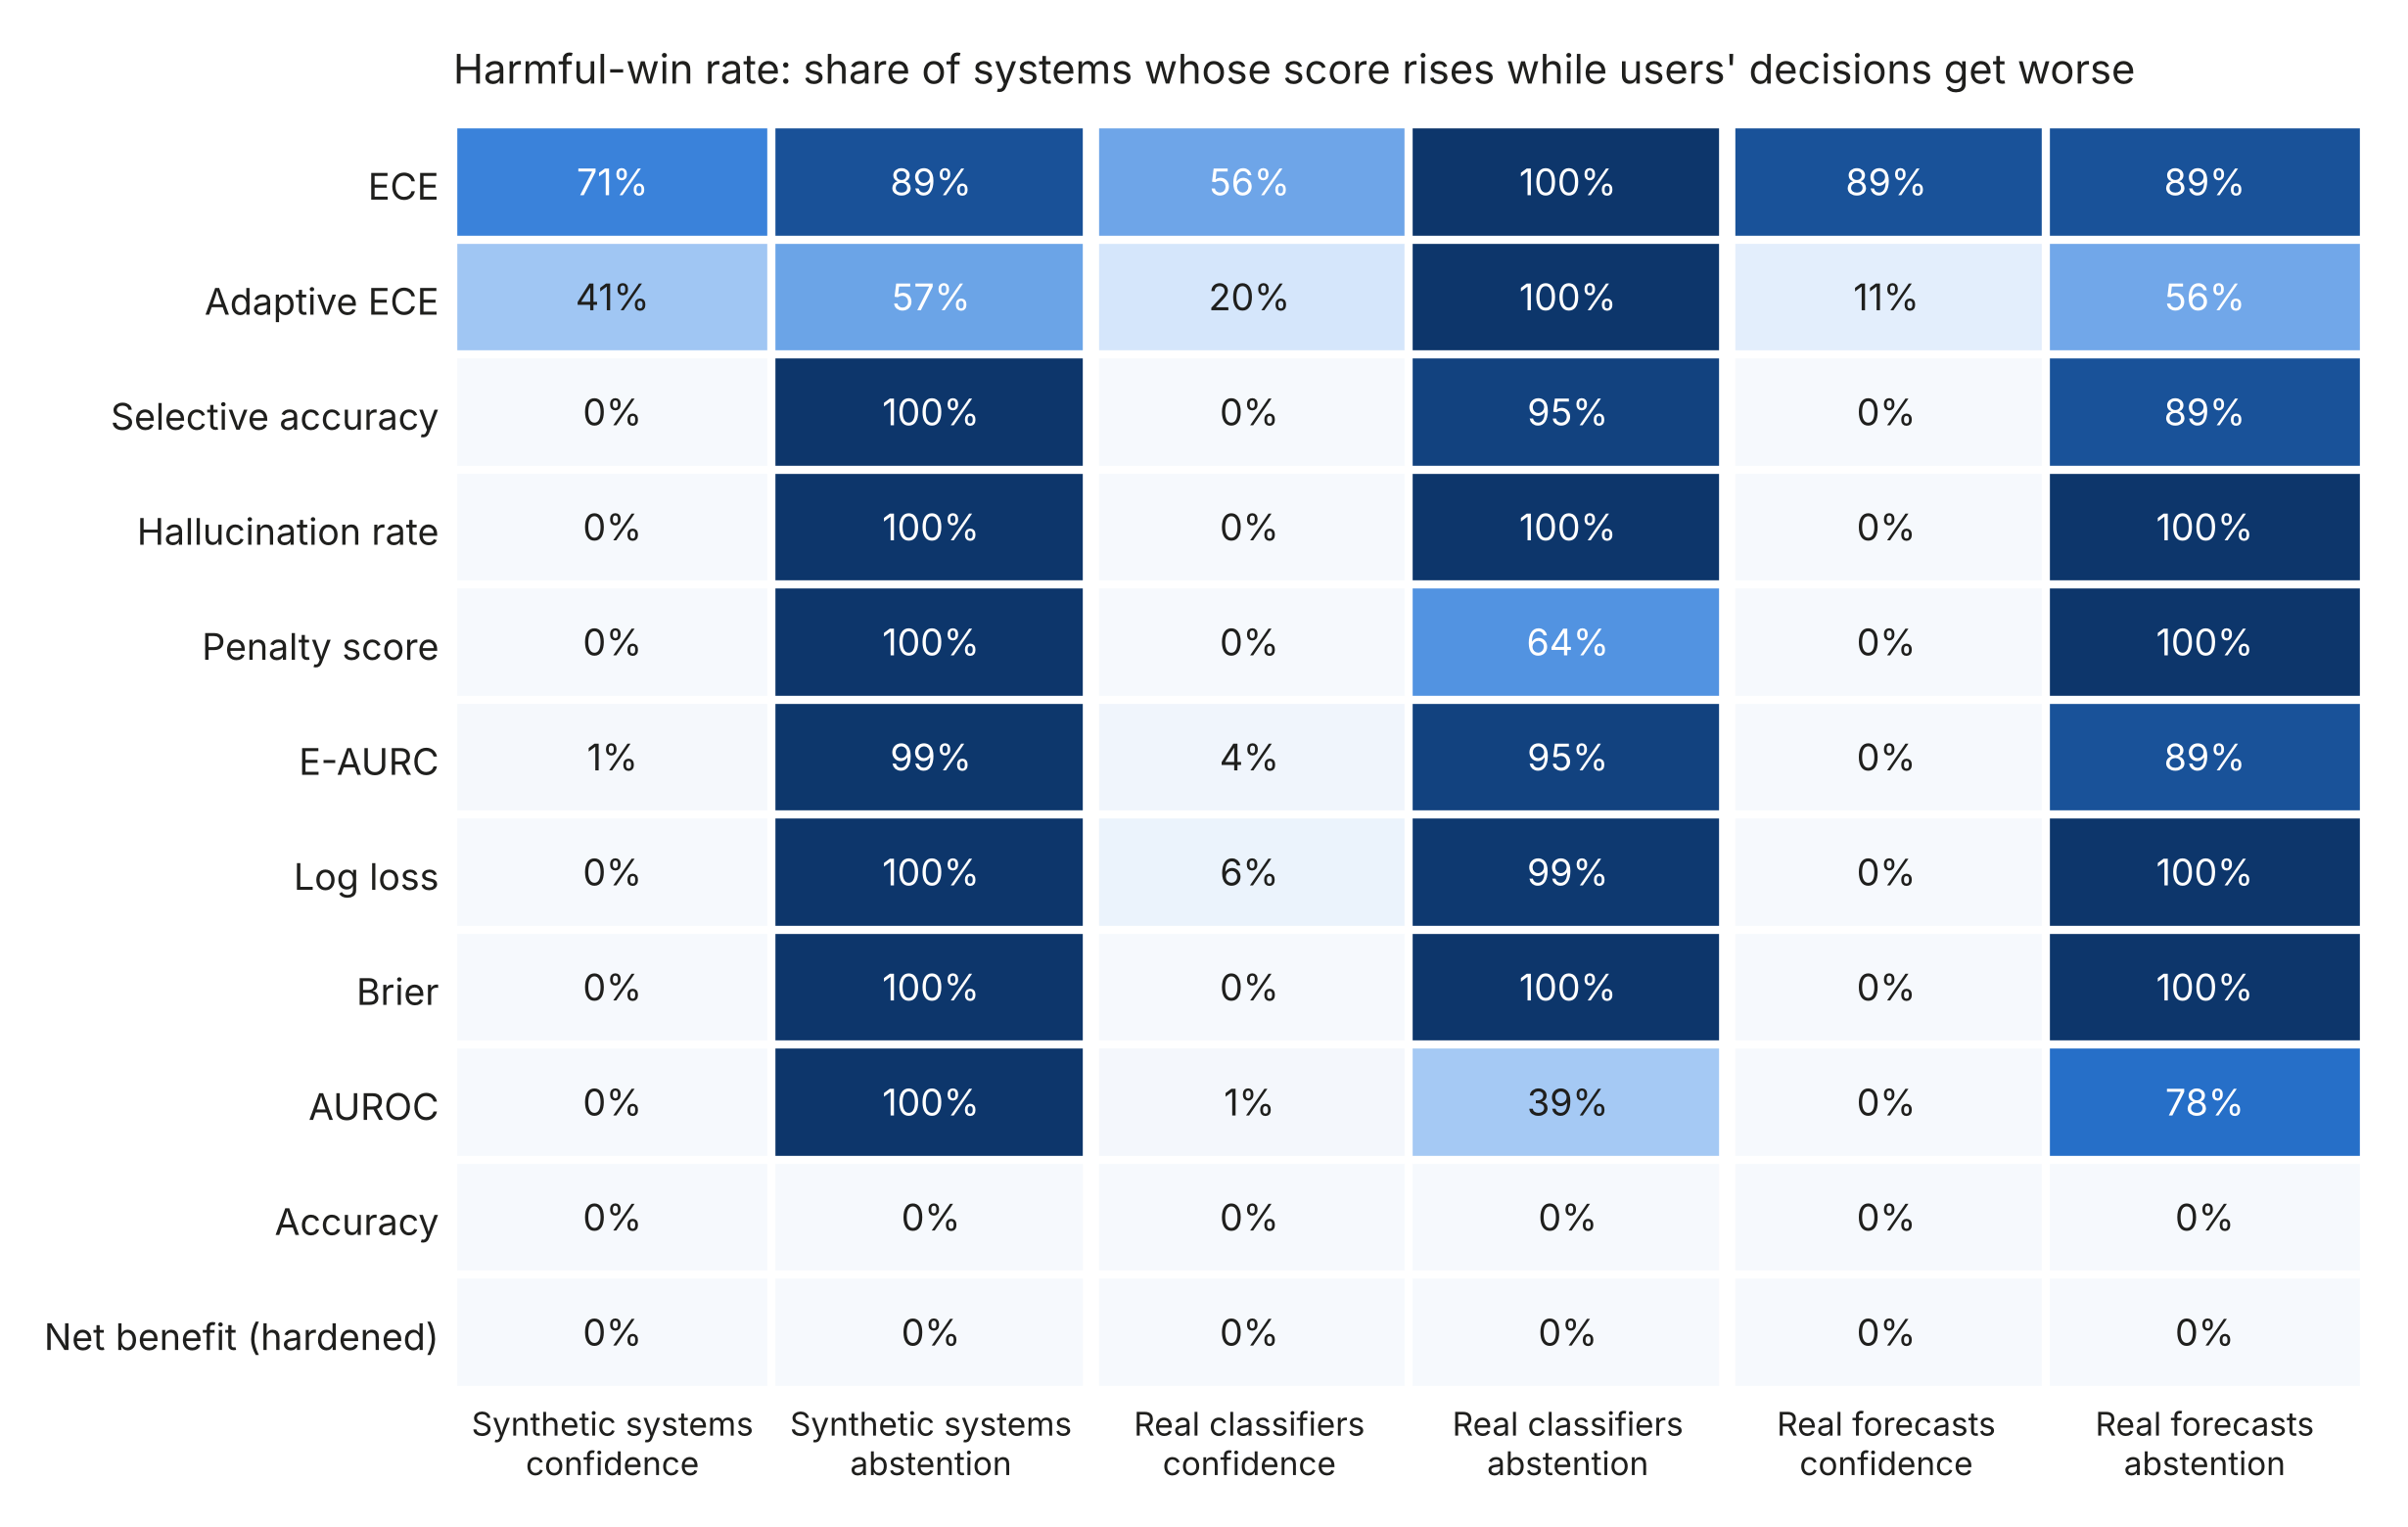 Harmful-win rate: share of systems whose score rises while users' decisions get worse
ECE 71% 89% 56% 100% 89% 89%
Adaptive ECE 41% 57% 20% 100% 11% 56%
Selective accuracy 0% 100% 0% 95% 0% 89%
Hallucination rate 0% 100% 0% 100% 0% 100%
Penalty score 0% 100% 0% 64% 0% 100%
E-AURC 1% 99% 4% 95% 0% 89%
Log loss 0% 100% 6% 99% 0% 100%
Brier 0% 100% 0% 100% 0% 100%
AUROC 0% 100% 1% 39% 0% 78%
Accuracy 0% 0% 0% 0% 0% 0%
Net benefit (hardened) 0% 0% 0% 0% 0% 0%
Synthetic systems Synthetic systems Real classifiers Real classifiers Real forecasts Real forecasts
confidence abstention confidence abstention confidence abstention